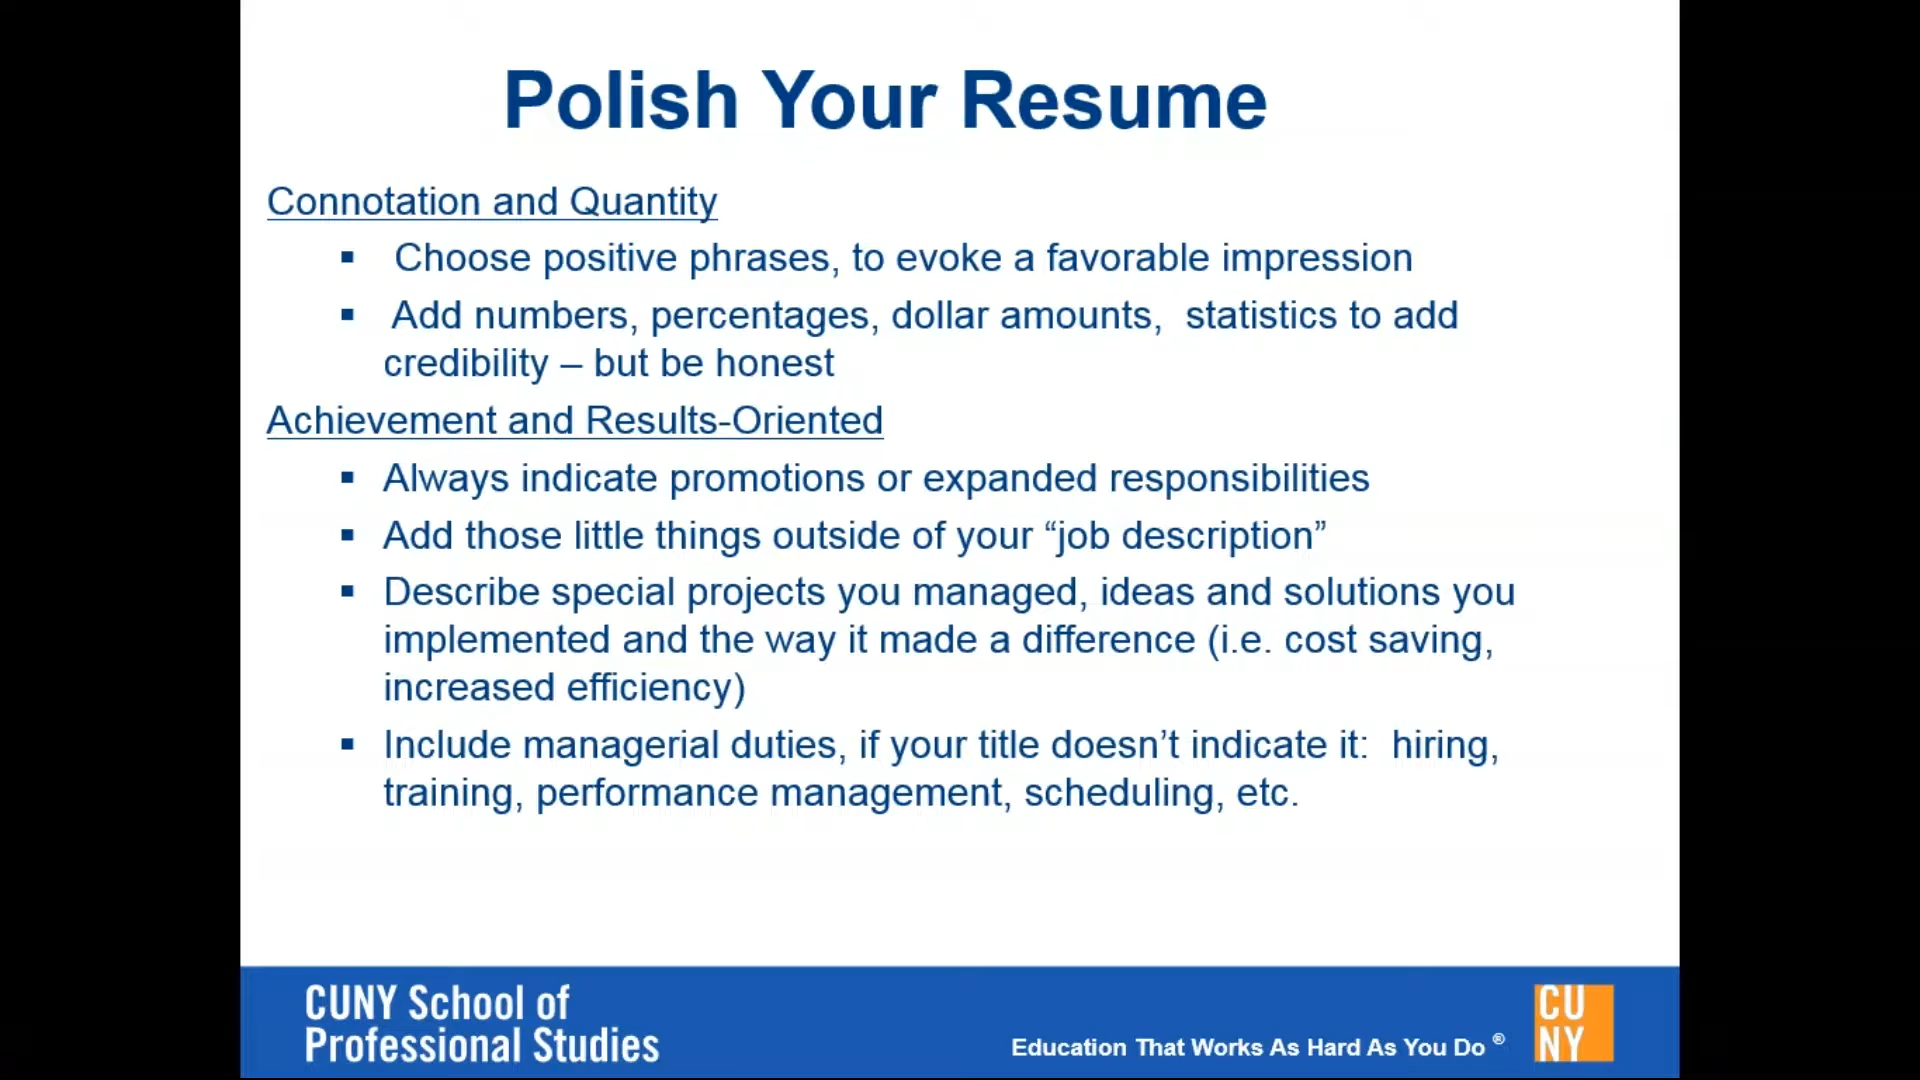 Polish Your Resume
Connotation and Quantity
▪ Choose positive phrases, to evoke a favorable impression
▪ Add numbers, percentages, dollar amounts,  statistics to add
credibility – but be honest
Achievement and Results-Oriented
▪ Always indicate promotions or expanded responsibilities
▪ Add those little things outside of your “job description”
▪ Describe special projects you managed, ideas and solutions you
implemented and the way it made a difference (i.e. cost saving,
increased efficiency)
▪ Include managerial duties, if your title doesn’t indicate it:  hiring,
training, performance management, scheduling, etc.
CUNY School of
Professional Studies
Education That Works As Hard As You Do ®
CU
NY